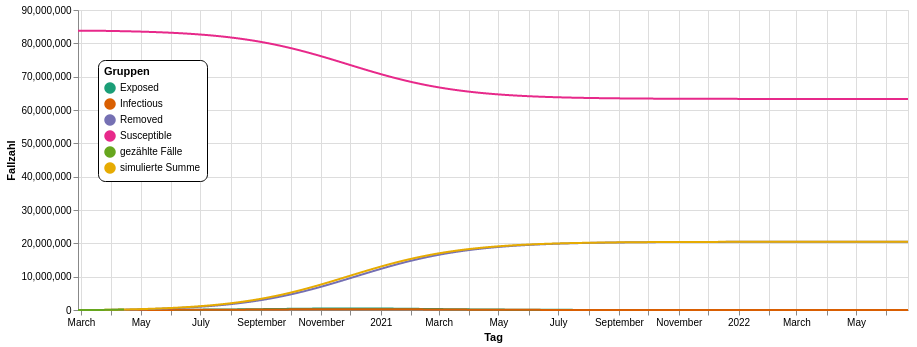 90,000,000
80,000,000
70,000,000
60,000,000
50,000,000
40,000,000
30,000,000
20,000,000
10,000,000
0
Fallzahl
Gruppen
Exposed
Infectious
Removed
Susceptible
gezählte Fälle
simulierte Summe
March May July September November 2021 March May July September November 2022 March May
Tag